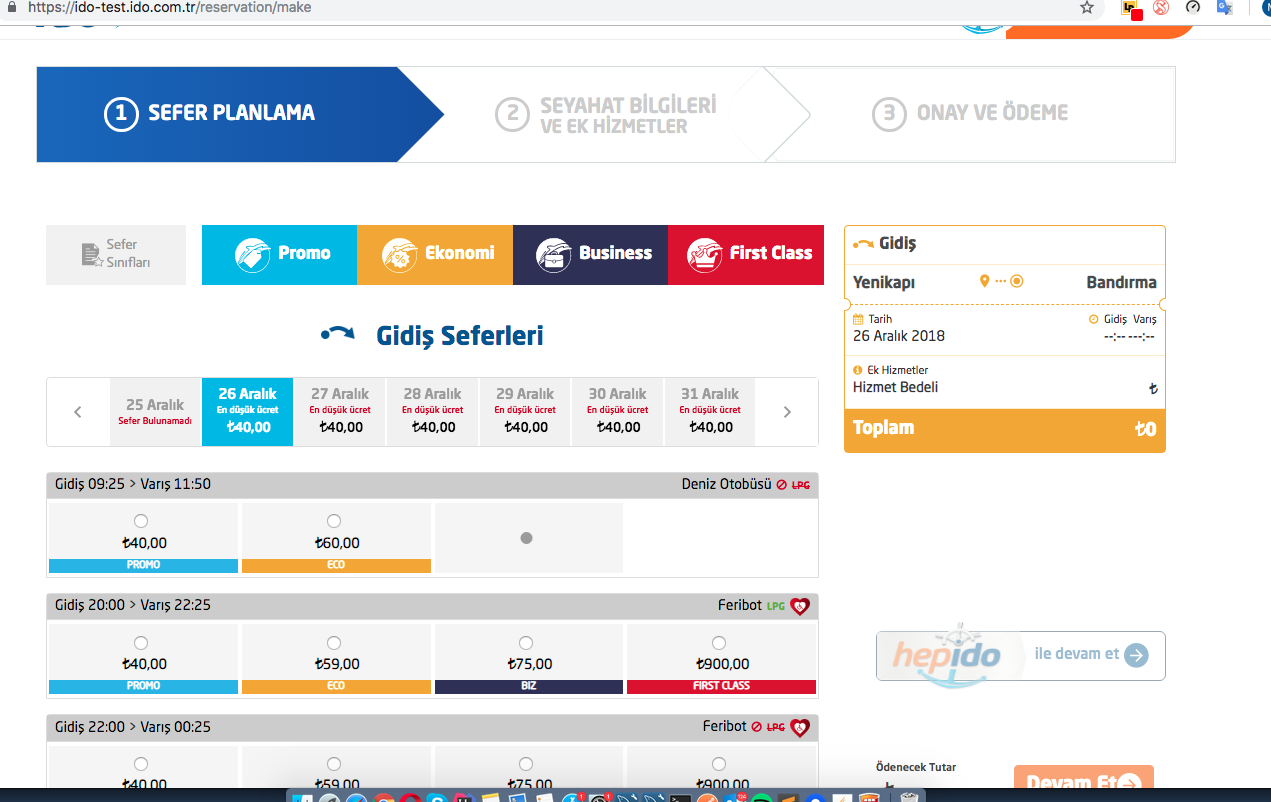 https://ido-test.ido.com.tr/reservation/make
1 SEFER PLANLAMA
2 SEYAHAT BİLGİLERİ
VE EK HİZMETLER
3 ONAY VE ÖDEME
Sefer
Sınıfları
Promo
Ekonomi
Business
First Class
Gidiş Seferleri
25 Aralık
Sefer Bulunamadı
26 Aralık
En düşük ücret
₺40,00
27 Aralık
En düşük ücret
₺40,00
28 Aralık
En düşük ücret
₺40,00
29 Aralık
En düşük ücret
₺40,00
30 Aralık
En düşük ücret
₺40,00
31 Aralık
En düşük ücret
₺40,00
Gidiş 09:25 > Varış 11:50
Deniz Otobüsü LPG
₺40,00
PROMO
₺60,00
ECO
Gidiş 20:00 > Varış 22:25
Feribot LPG
₺40,00
PROMO
₺59,00
ECO
₺75,00
BIZ
₺900,00
FIRST CLASS
Gidiş 22:00 > Varış 00:25
Feribot LPG
₺40,00
₺59,00
₺75,00
₺900,00
Gidiş
Yenikapı
Bandırma
Tarih
26 Aralık 2018
Gidiş Varış
--:-- --:--
Ek Hizmetler
Hizmet Bedeli ₺
Toplam ₺0
hepido ile devam et
Ödenecek Tutar
Devam Et